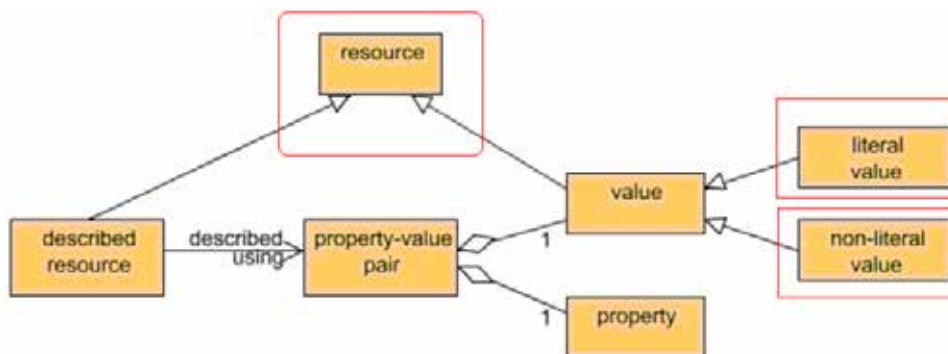 resource
literal
value
value
described
resource
described
using
property-value
pair
1
non-literal
value
1
property